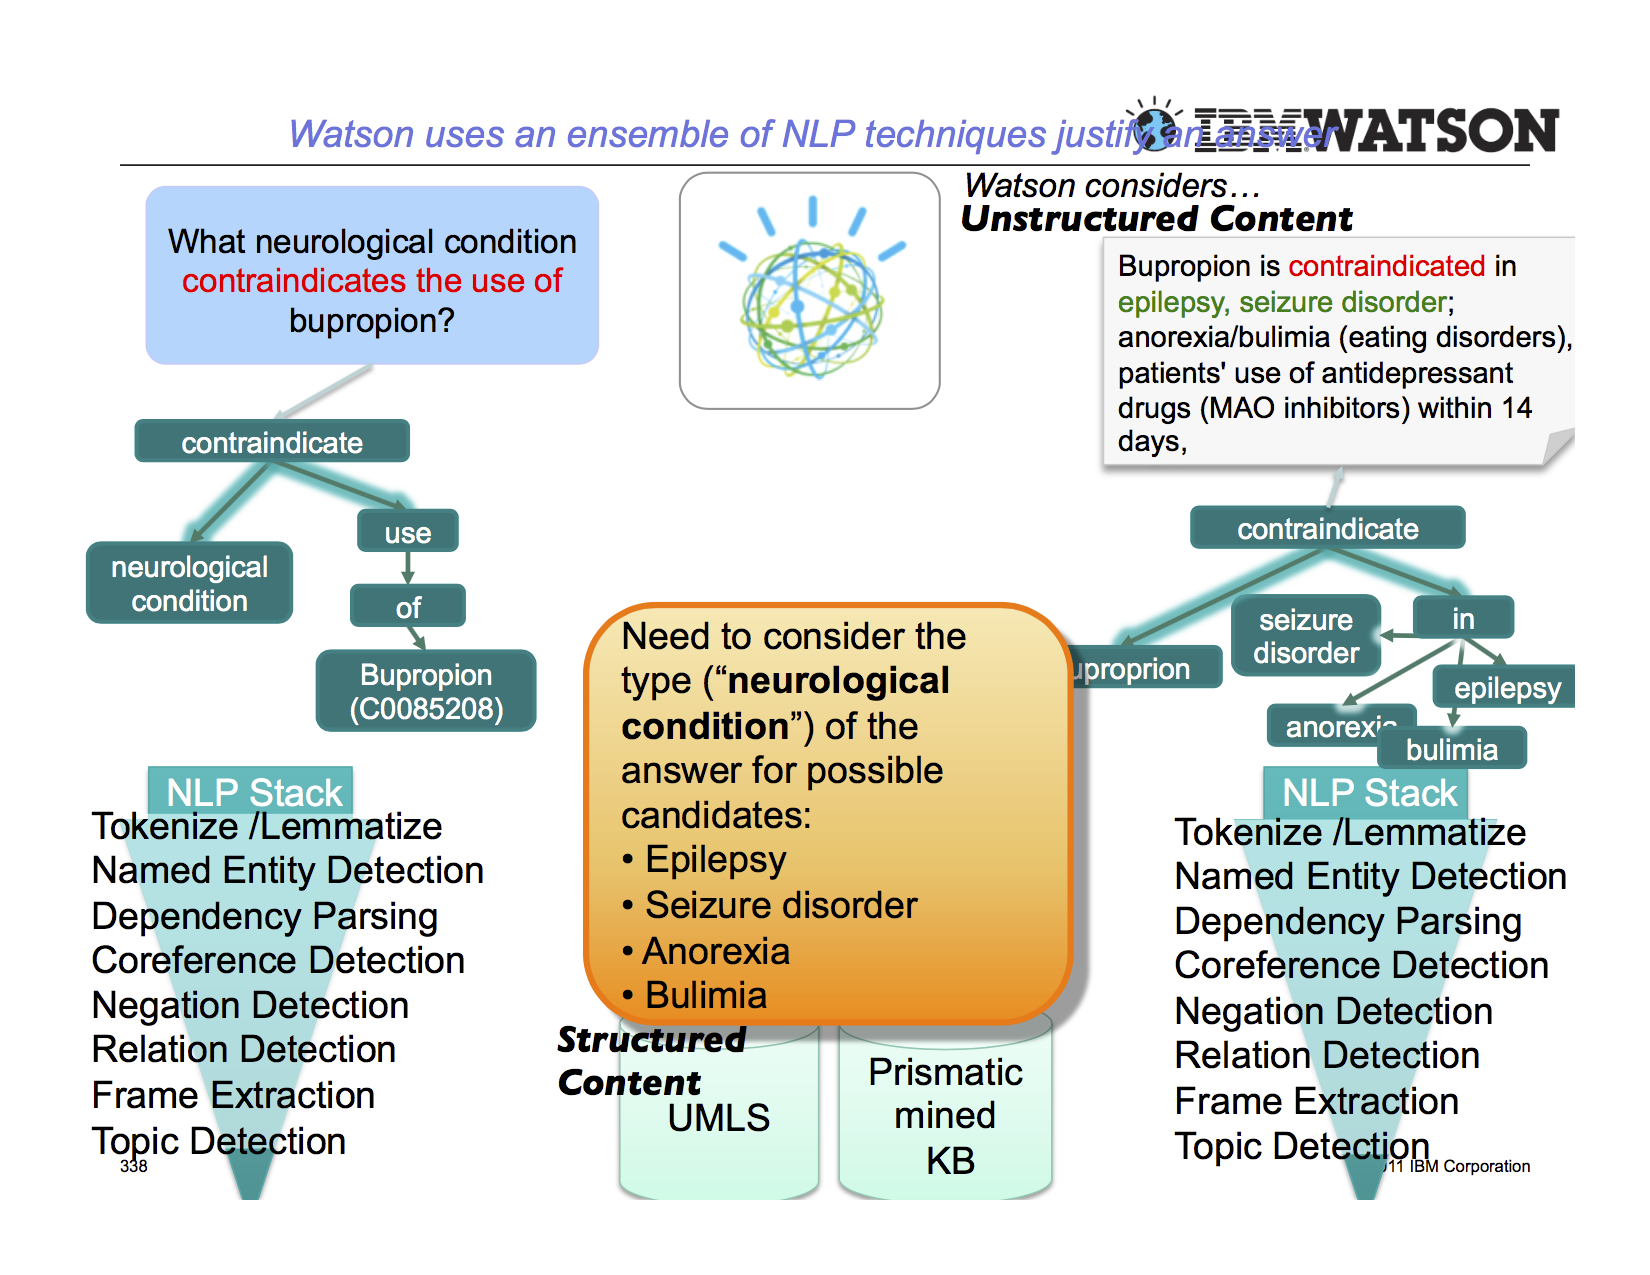 Watson uses an ensemble of NLP techniques justify an answer
IBM WATSON
What neurological condition
contraindicates the use of
bupropion?
Watson considers…
Unstructured Content
Bupropion is contraindicated in
epilepsy, seizure disorder;
anorexia/bulimia (eating disorders),
patients' use of antidepressant
drugs (MAO inhibitors) within 14
days,
contraindicate
neurological
condition
use
of
Bupropion
(C0085208)
contraindicate
uproprion
seizure
disorder
in
epilepsy
anorexia
bulimia
Need to consider the
type (“neurological
condition”) of the
answer for possible
candidates:
• Epilepsy
• Seizure disorder
• Anorexia
• Bulimia
NLP Stack
Tokenize /Lemmatize
Named Entity Detection
Dependency Parsing
Coreference Detection
Negation Detection
Relation Detection
Frame Extraction
Topic Detection
Structured
Content
UMLS
Prismatic
mined
KB
NLP Stack
Tokenize /Lemmatize
Named Entity Detection
Dependency Parsing
Coreference Detection
Negation Detection
Relation Detection
Frame Extraction
Topic Detection
338
11 IBM Corporation